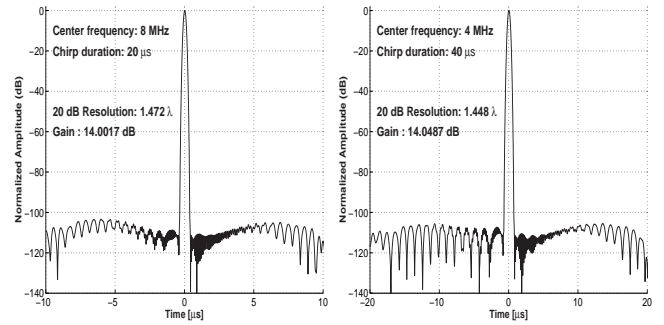 Center frequency: 8 MHz
Chirp duration: 20 μs
20 dB Resolution: 1.472 λ
Gain : 14.0017 dB
Normalized Amplitude (dB)
0
−20
−40
−60
−80
−100
−120
−140
−10
−5
0
5
10
Time [μs]
Center frequency: 4 MHz
Chirp duration: 40 μs
20 dB Resolution: 1.448 λ
Gain : 14.0487 dB
Normalized Amplitude (dB)
0
−20
−40
−60
−80
−100
−120
−140
−20
−10
0
10
20
Time [μs]